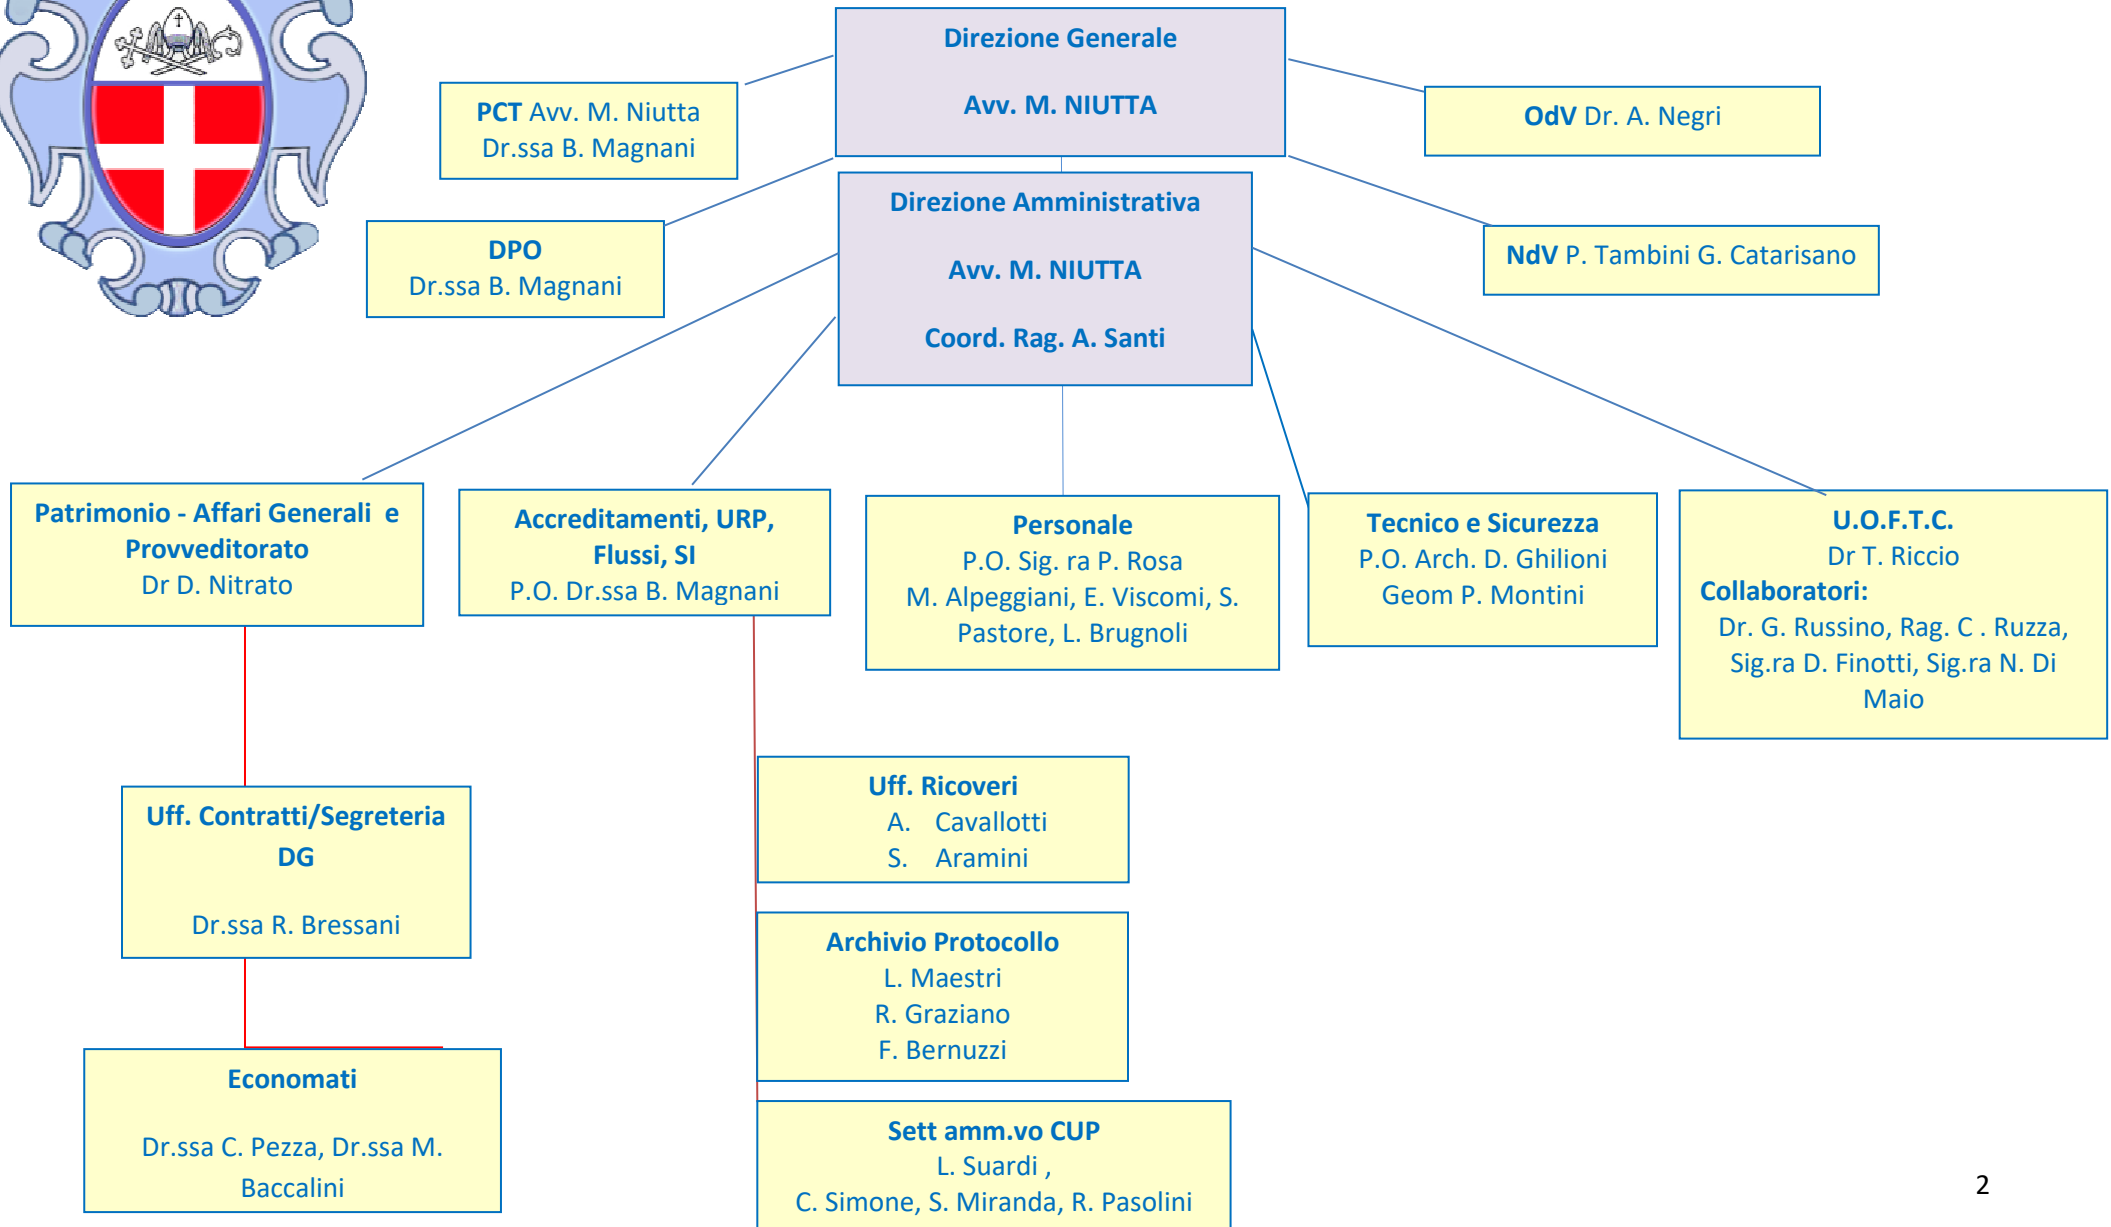 Direzione Generale
Avv. M. NIUTTA
PCT Avv. M. Niutta
Dr.ssa B. Magnani
OdV Dr. A. Negri
Direzione Amministrativa
Avv. M. NIUTTA
Coord. Rag. A. Santi
DPO
Dr.ssa B. Magnani
NdV P. Tambini G. Catarisano
Patrimonio - Affari Generali e
Provveditorato
Dr D. Nitrato
Accreditamenti, URP,
Flussi, SI
P.O. Dr.ssa B. Magnani
Personale
P.O. Sig. ra P. Rosa
M. Alpeggiani, E. Viscomi, S.
Pastore, L. Brugnoli
Tecnico e Sicurezza
P.O. Arch. D. Ghilioni
Geom P. Montini
U.O.F.T.C.
Dr T. Riccio
Collaboratori:
Dr. G. Russino, Rag. C . Ruzza,
Sig.ra D. Finotti, Sig.ra N. Di
Maio
Uff. Contratti/Segreteria
DG
Dr.ssa R. Bressani
Uff. Ricoveri
A. Cavallotti
S. Aramini
Archivio Protocollo
L. Maestri
R. Graziano
F. Bernuzzi
Economati
Dr.ssa C. Pezza, Dr.ssa M.
Baccalini
Sett amm.vo CUP
L. Suardi ,
C. Simone, S. Miranda, R. Pasolini
2